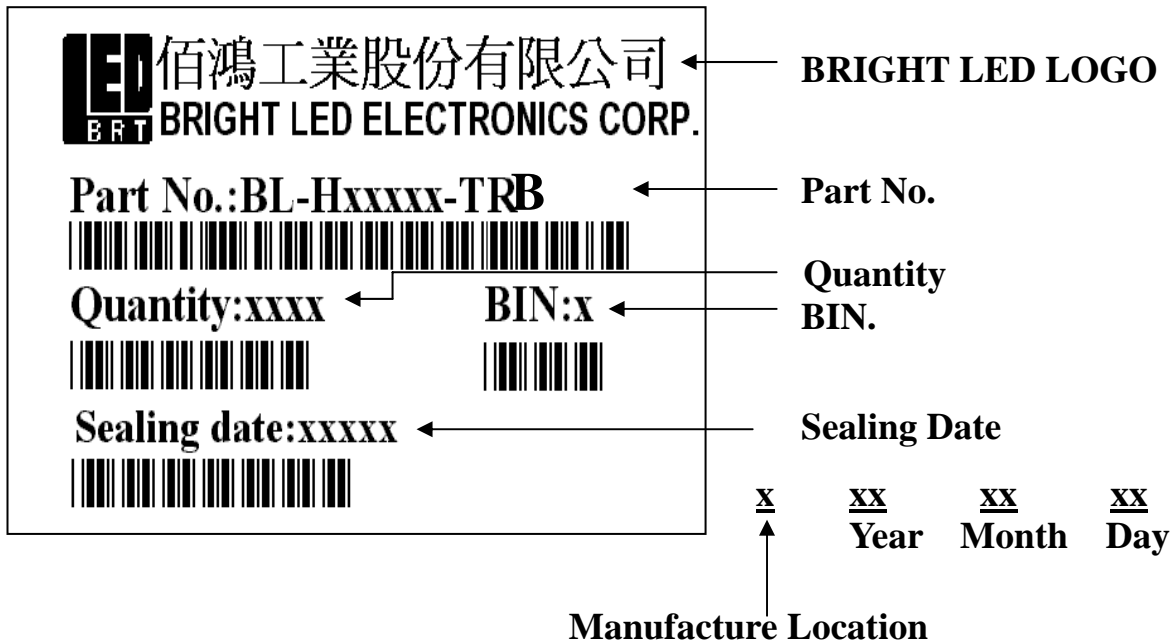 LED
BRT
佰鴻工業股份有限公司
BRIGHT LED ELECTRONICS CORP.
BRIGHT LED LOGO
Part No.:BL-Hxxxxx-TRB
Part No.
Quantity:xxxx
BIN:x
Quantity
BIN.
Sealing date:xxxxx
Sealing Date
x xx xx xx
Year Month Day
Manufacture Location